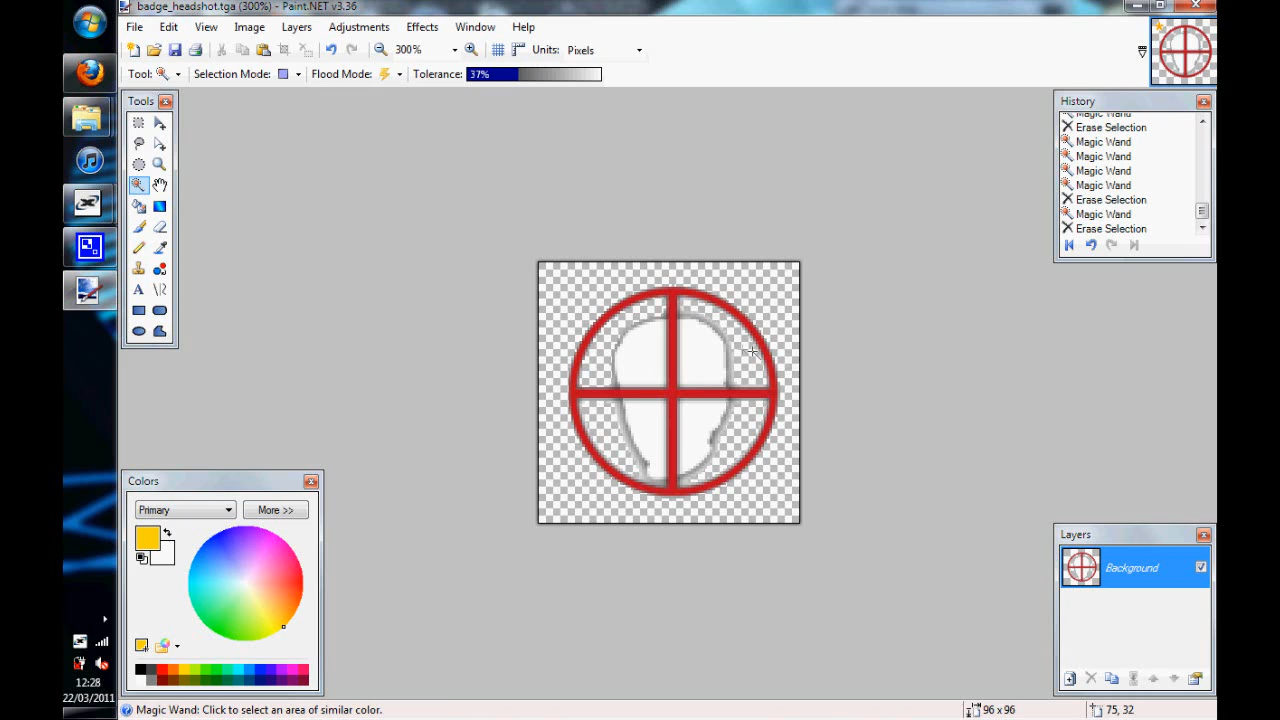 badge_headshot.tga (300%) - Paint.NET v3.36
File Edit View Image Layers Adjustments Effects Window Help
300% Units: Pixels
Tool: Selection Mode: Flood Mode: Tolerance: 37%
Tools
History
Magic Wand
Erase Selection
Magic Wand
Magic Wand
Magic Wand
Magic Wand
Erase Selection
Magic Wand
Erase Selection
Colors
Primary More >>
Layers
Background
12:28
22/03/2011
Magic Wand: Click to select an area of similar color.
96 x 96
75, 32